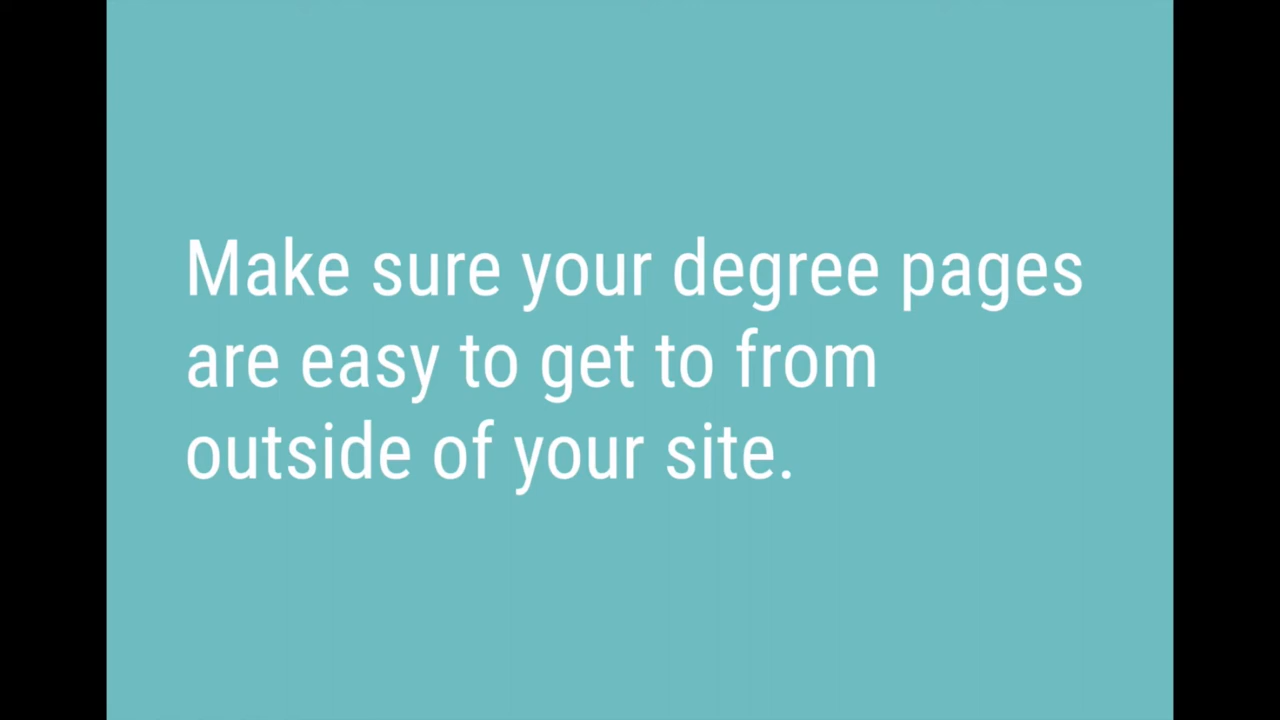 Make sure your degree pages
are easy to get to from
outside of your site.